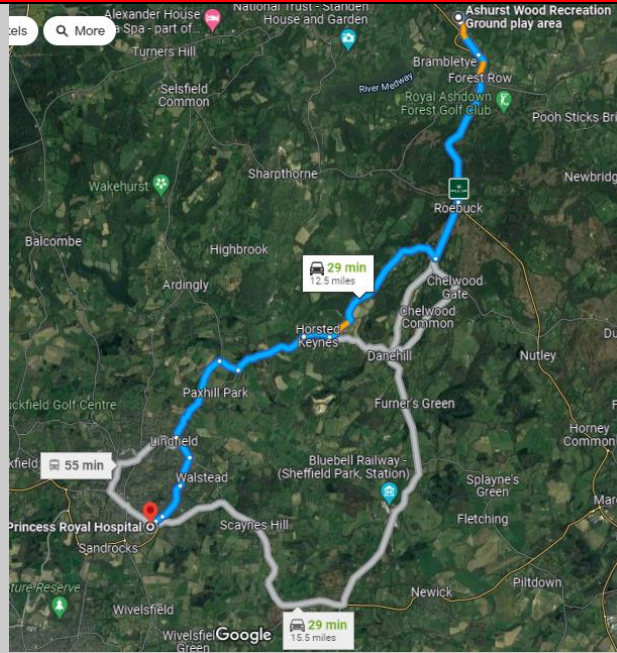 Alexander House
a Spa - part of...
National Trust - Standen
House and Garden
Ashurst Wood Recreation
Ground play area
tels
More
Turners Hill
Brambletye
Forest Row
River Medway
Selsfield
Common
Royal Ashdown
Forest Golf Club
Pooh Sticks Bri
Sharpthorne
Wakehurst
Newbridg
Roebuck
Balcombe
Highbrook
29 min
12.5 miles
Ardingly
Chelwood
Gate
Chelwood
Common
Horsted
Keynes
Danehill
Nutley
Paxhill Park
uckfield Golf Centre
Furner's Green
Horney
Common
Lindfield
kfield
55 min
Walstead
Bluebell Railway -
(Sheffield Park, Station)
Splayne's
Green
Princess Royal Hospital
Scaynes Hill
Fletching
Mare
Sandrocks
Piltdown
ature Reserve
Newick
Wivelsfield
Wivelsfield
Green
Google
29 min
15.5 miles